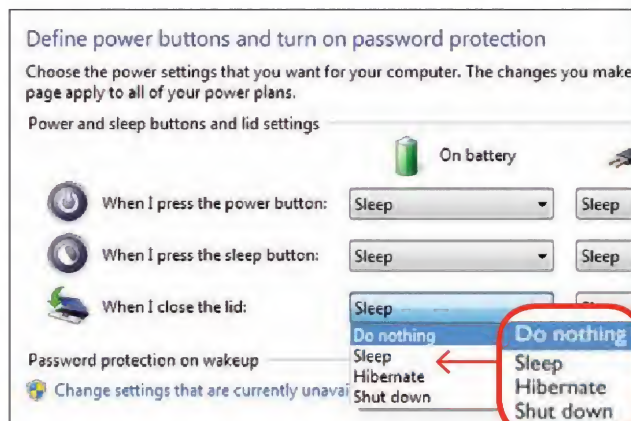 Define power buttons and turn on password protection
Choose the power settings that you want for your computer. The changes you make
page apply to all of your power plans.
Power and sleep buttons and lid settings
On battery
When I press the power button:
Sleep
Sleep
When I press the sleep button:
Sleep
Sleep
When I close the lid:
Sleep
Do nothing
Sleep
Hibernate
Shut down
Do nothing
Sleep
Hibernate
Shut down
Password protection on wakeup
Change settings that are currently unavai